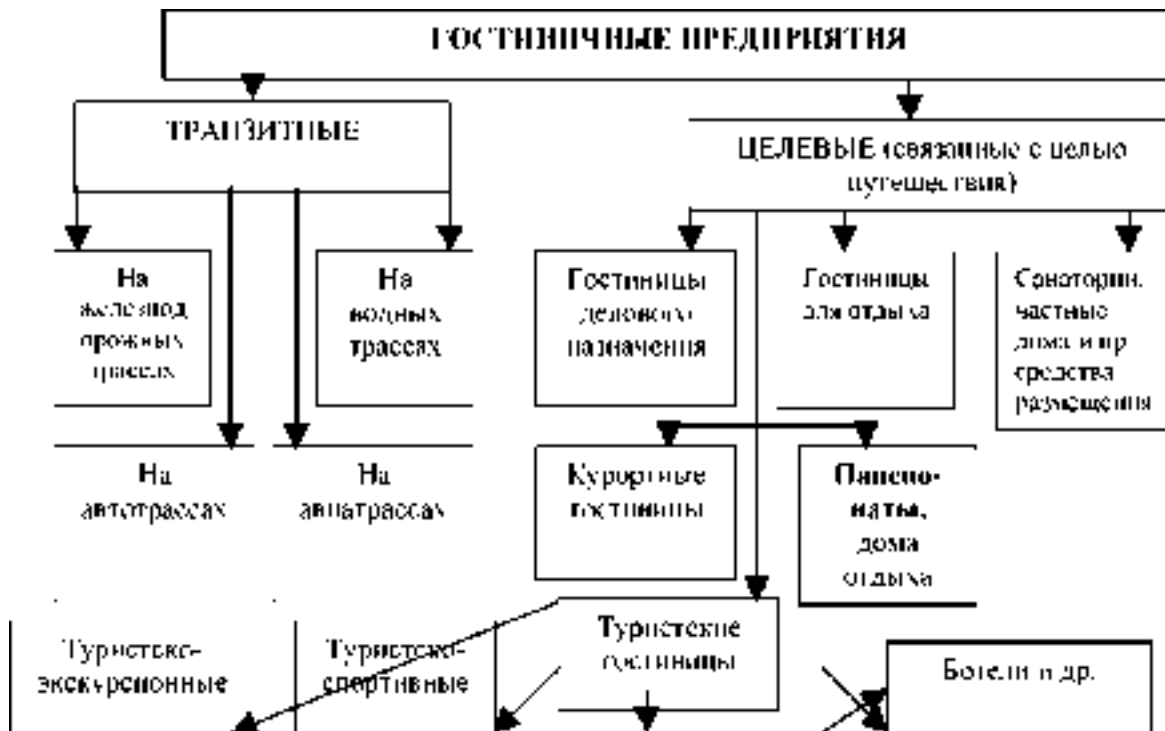 ГОСТИНИЧНЫЕ ПРЕДПРИЯТИЯ
ТРАНЗИТНЫЕ
ЦЕЛЕВЫЕ (связанные с целью
путешествия)
На
железнод
орожных
трассах
На
водных
трассах
Гостиницы
делового
назначения
Гостиницы
для отдыха
Санатории,
частные
дома и пр.
средства
размещения
На
автотрассах
На
авиатрассах
Курортные
гостиницы
Пансио-
наты,
дома
отдыха
Туристско-
экскурсионные
Туристско-
спортивные
Туристские
гостиницы
Ботели и др.